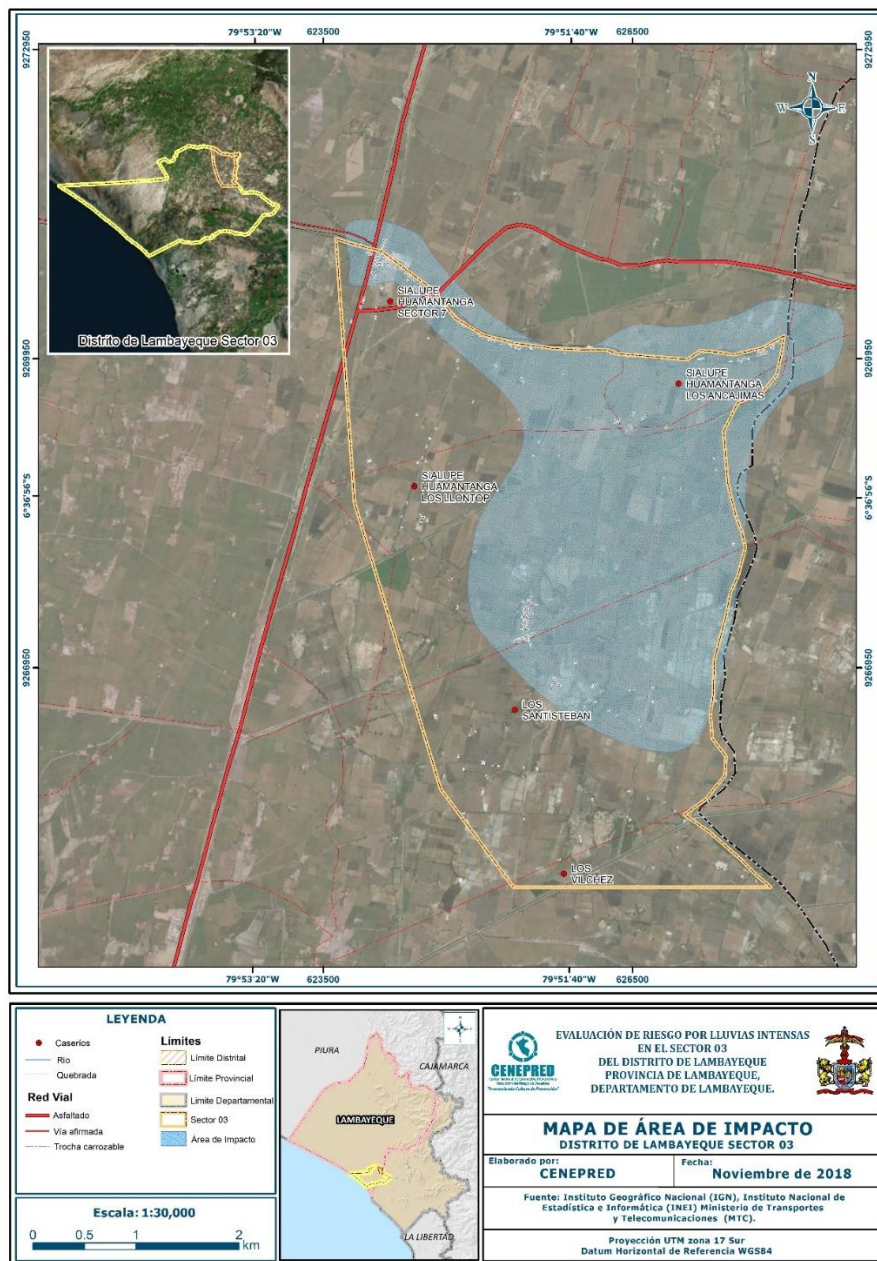 79°53'20"W
623500
79°51'40"W
626500
9272950
9272950
N
W
E
S
Distrito de Lambayeque Sector 03
SIALUPE
HUAMANTANGA
SECTOR 7
9269950
9269950
SIALUPE
HUAMANTANGA
LOS ANCAJIMAS
SIALUPE
HUAMANTANGA
LOS LLONTOP
6°36'56"S
6°36'56"S
9266950
9266950
LOS
SANTISTEBAN
LOS
VILCHEZ
79°53'20"W
623500
79°51'40"W
626500
LEYENDA
Caseríos
Rio
Quebrada
Red Vial
Asfaltado
Vía afirmada
Trocha carrozable
Límites
Límite Distrital
Límite Provincial
Limite Departamental
Sector 03
Área de Impacto
Escala: 1:30,000
0 0.5 1 2
km
PIURA
CAJAMARCA
LAMBAYEQUE
LA LIBERTAD
CENEPRED
EVALUACIÓN DE RIESGO POR LLUVIAS INTENSAS
EN EL SECTOR 03
DEL DISTRITO DE LAMBAYEQUE
PROVINCIA DE LAMBAYEQUE,
DEPARTAMENTO DE LAMBAYEQUE.
MAPA DE ÁREA DE IMPACTO
DISTRITO DE LAMBAYEQUE SECTOR 03
Elaborado por:
CENEPRED
Fecha:
Noviembre de 2018
Fuente: Instituto Geográfico Nacional (IGN), Instituto Nacional de
Estadística e Informática (INEI) Ministerio de Transportes
y Telecomunicaciones (MTC).
Proyección UTM zona 17 Sur
Datum Horizontal de Referencia WGS84